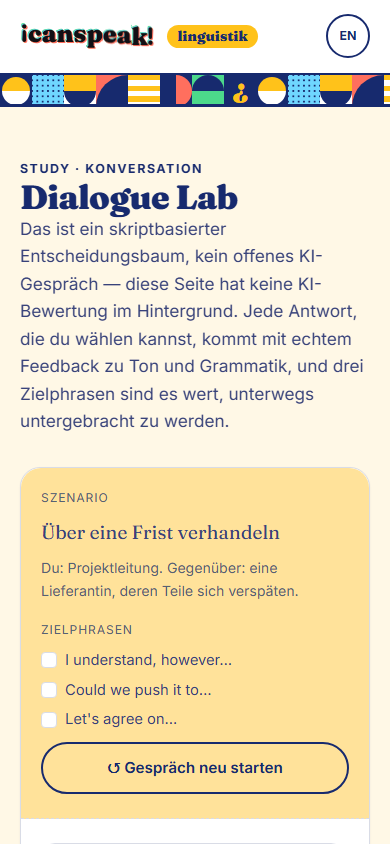 ¡canspeak!
linguistik
EN
STUDY · KONVERSATION
Dialogue Lab
Das ist ein skriptbasierter
Entscheidungsbaum, kein offenes KI-
Gespräch — diese Seite hat keine KI-
Bewertung im Hintergrund. Jede Antwort,
die du wählen kannst, kommt mit echtem
Feedback zu Ton und Grammatik, und drei
Zielphrasen sind es wert, unterwegs
untergebracht zu werden.
SZENARIO
Über eine Frist verhandeln
Du: Projektleitung. Gegenüber: eine
Lieferantin, deren Teile sich verspäten.
ZIELPHRASEN
I understand, however…
Could we push it to…
Let's agree on…
↺ Gespräch neu starten